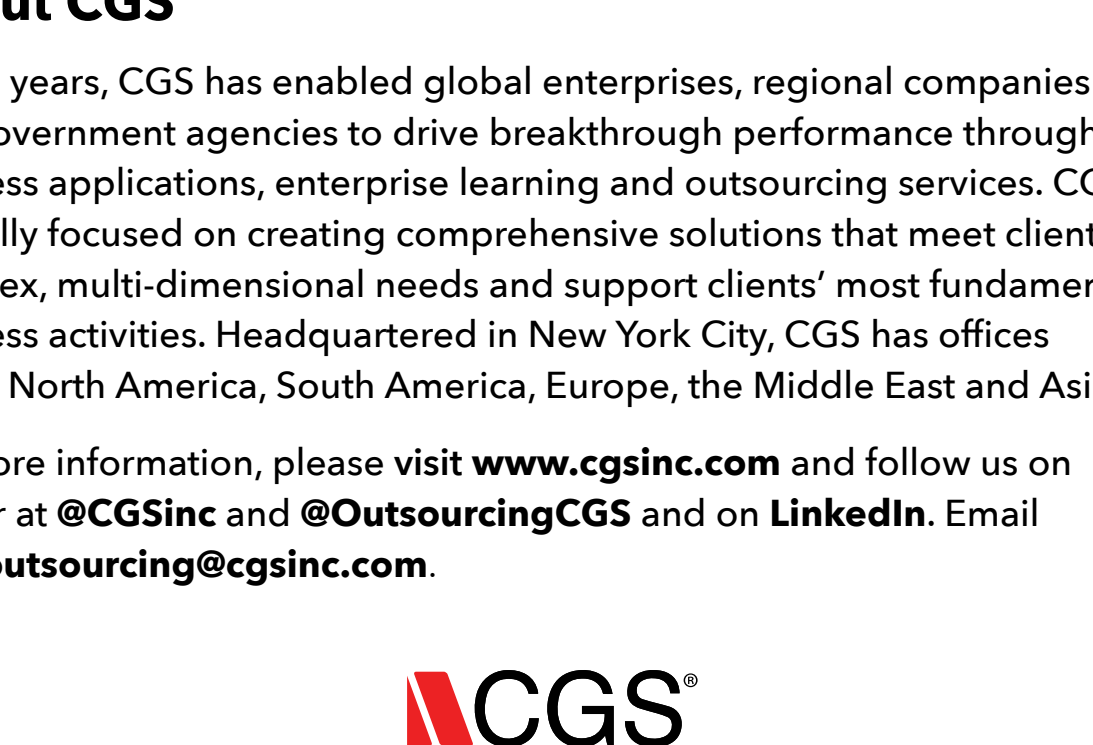 ut CGS
years, CGS has enabled global enterprises, regional companies
overnment agencies to drive breakthrough performance through
ess applications, enterprise learning and outsourcing services. CG
lly focused on creating comprehensive solutions that meet client
ex, multi-dimensional needs and support clients’ most fundamen
ess activities. Headquartered in New York City, CGS has offices
North America, South America, Europe, the Middle East and Asi
ore information, please visit www.cgsinc.com and follow us on
r at @CGSinc and @OutsourcingCGS and on LinkedIn. Email
outsourcing@cgsinc.com.
CGS®